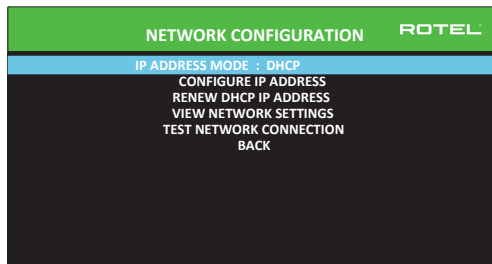 NETWORK CONFIGURATION
ROTEL
IP ADDRESS MODE : DHCP
CONFIGURE IP ADDRESS
RENEW DHCP IP ADDRESS
VIEW NETWORK SETTINGS
TEST NETWORK CONNECTION
BACK